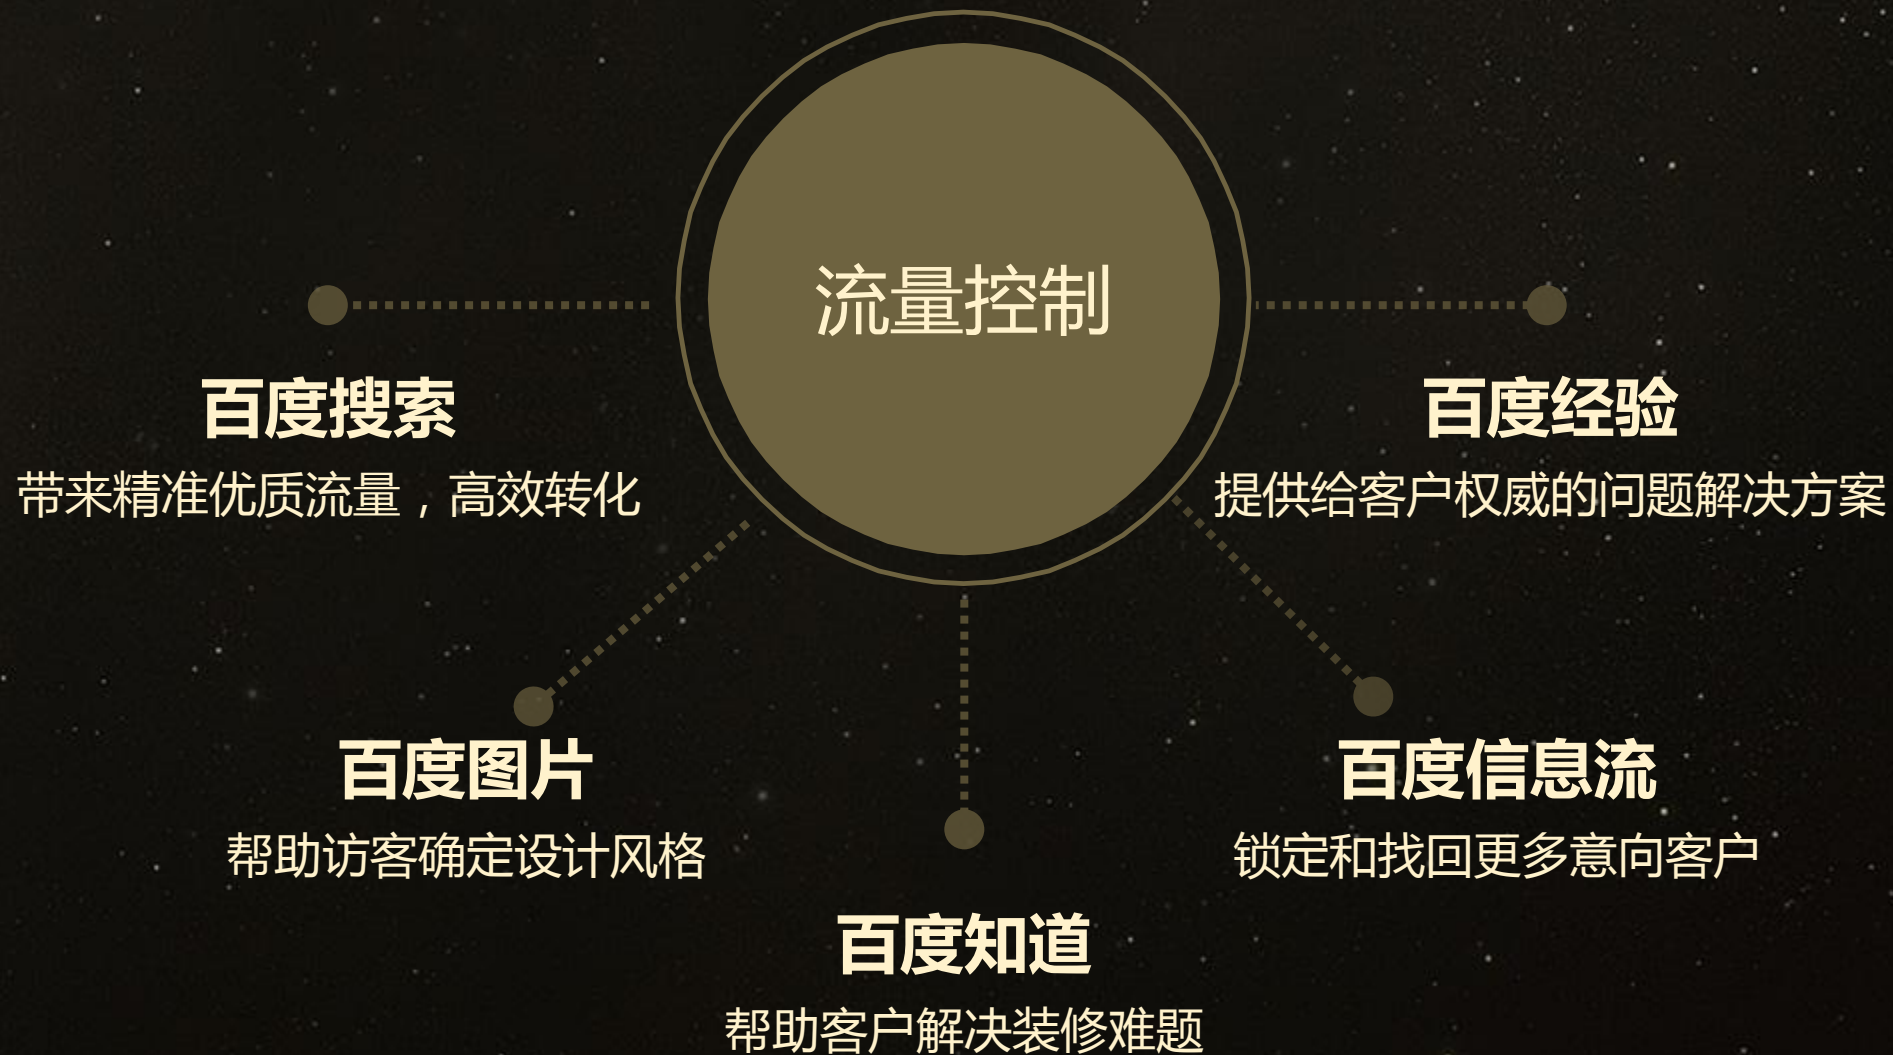 流量控制
百度搜索
带来精准优质流量，高效转化
百度经验
提供给客户权威的问题解决方案
百度图片
帮助访客确定设计风格
百度信息流
锁定和找回更多意向客户
百度知道
帮助客户解决装修难题